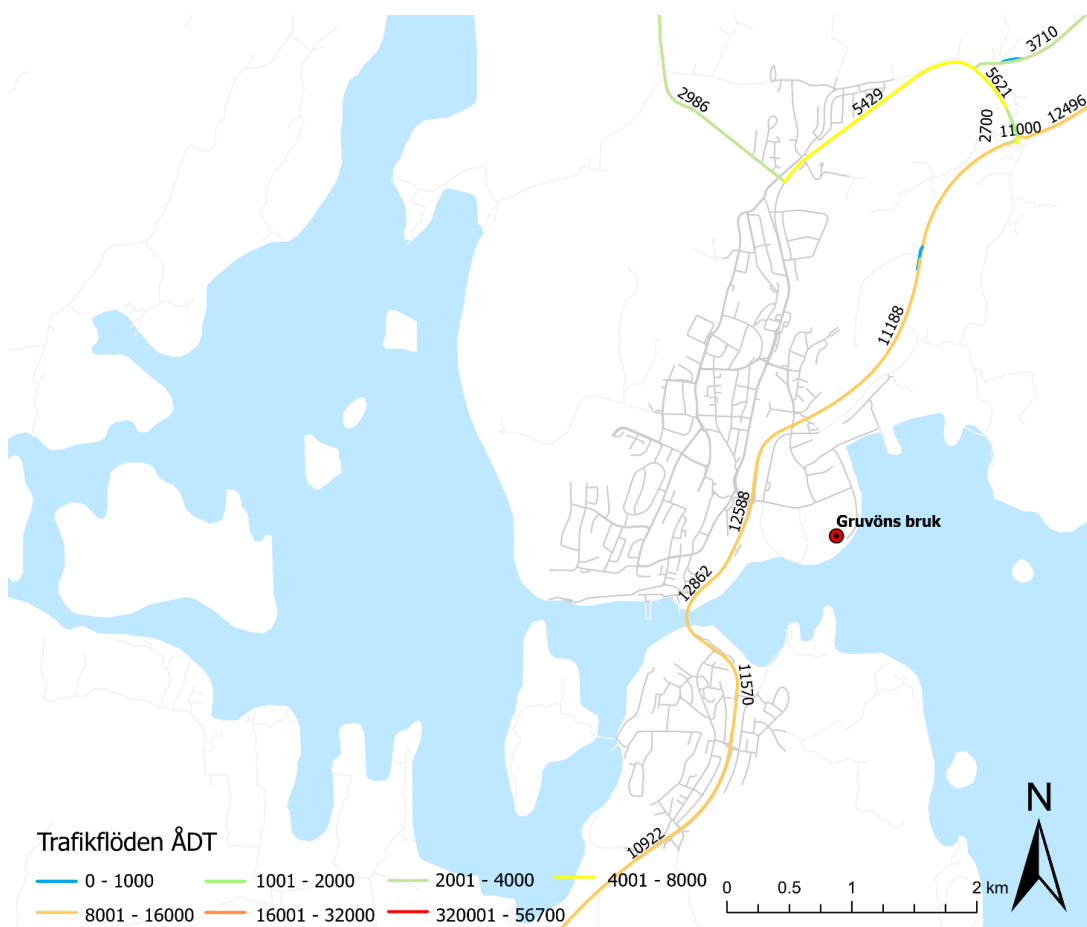 3710
2986
5429
5621
2700
11000
12496
11188
12588
Gruvöns bruk
12862
11570
10922
N
Trafikflöden ÅDT
0 - 1000
1001 - 2000
2001 - 4000
4001 - 8000
8001 - 16000
16001 - 32000
320001 - 56700
0 0.5 1 2 km